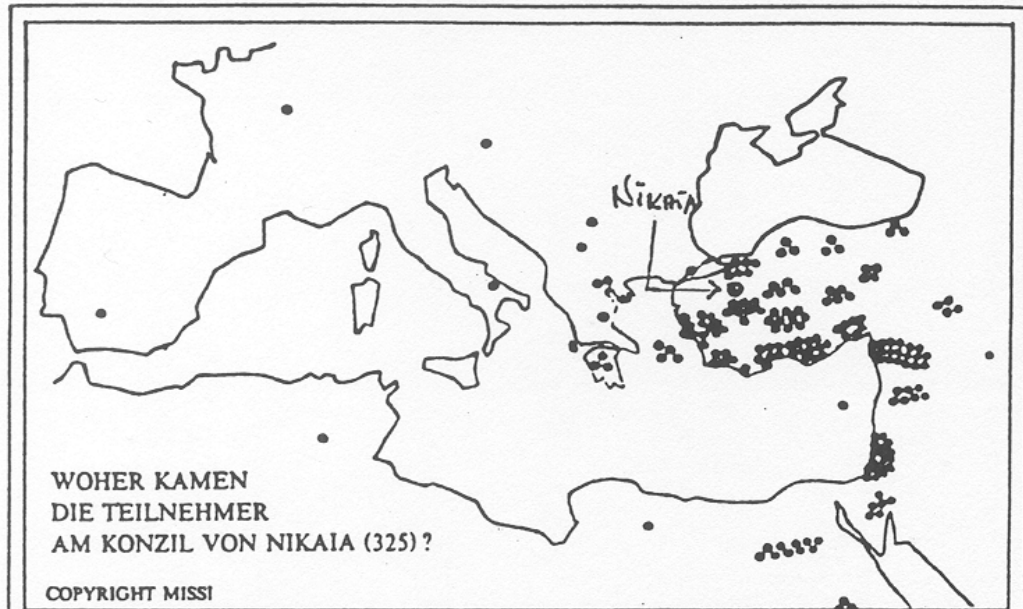 Nikaia
WOHER KAMEN
DIE TEILNEHMER
AM KONZIL VON NIKAIA (325) ?
COPYRIGHT MISSI